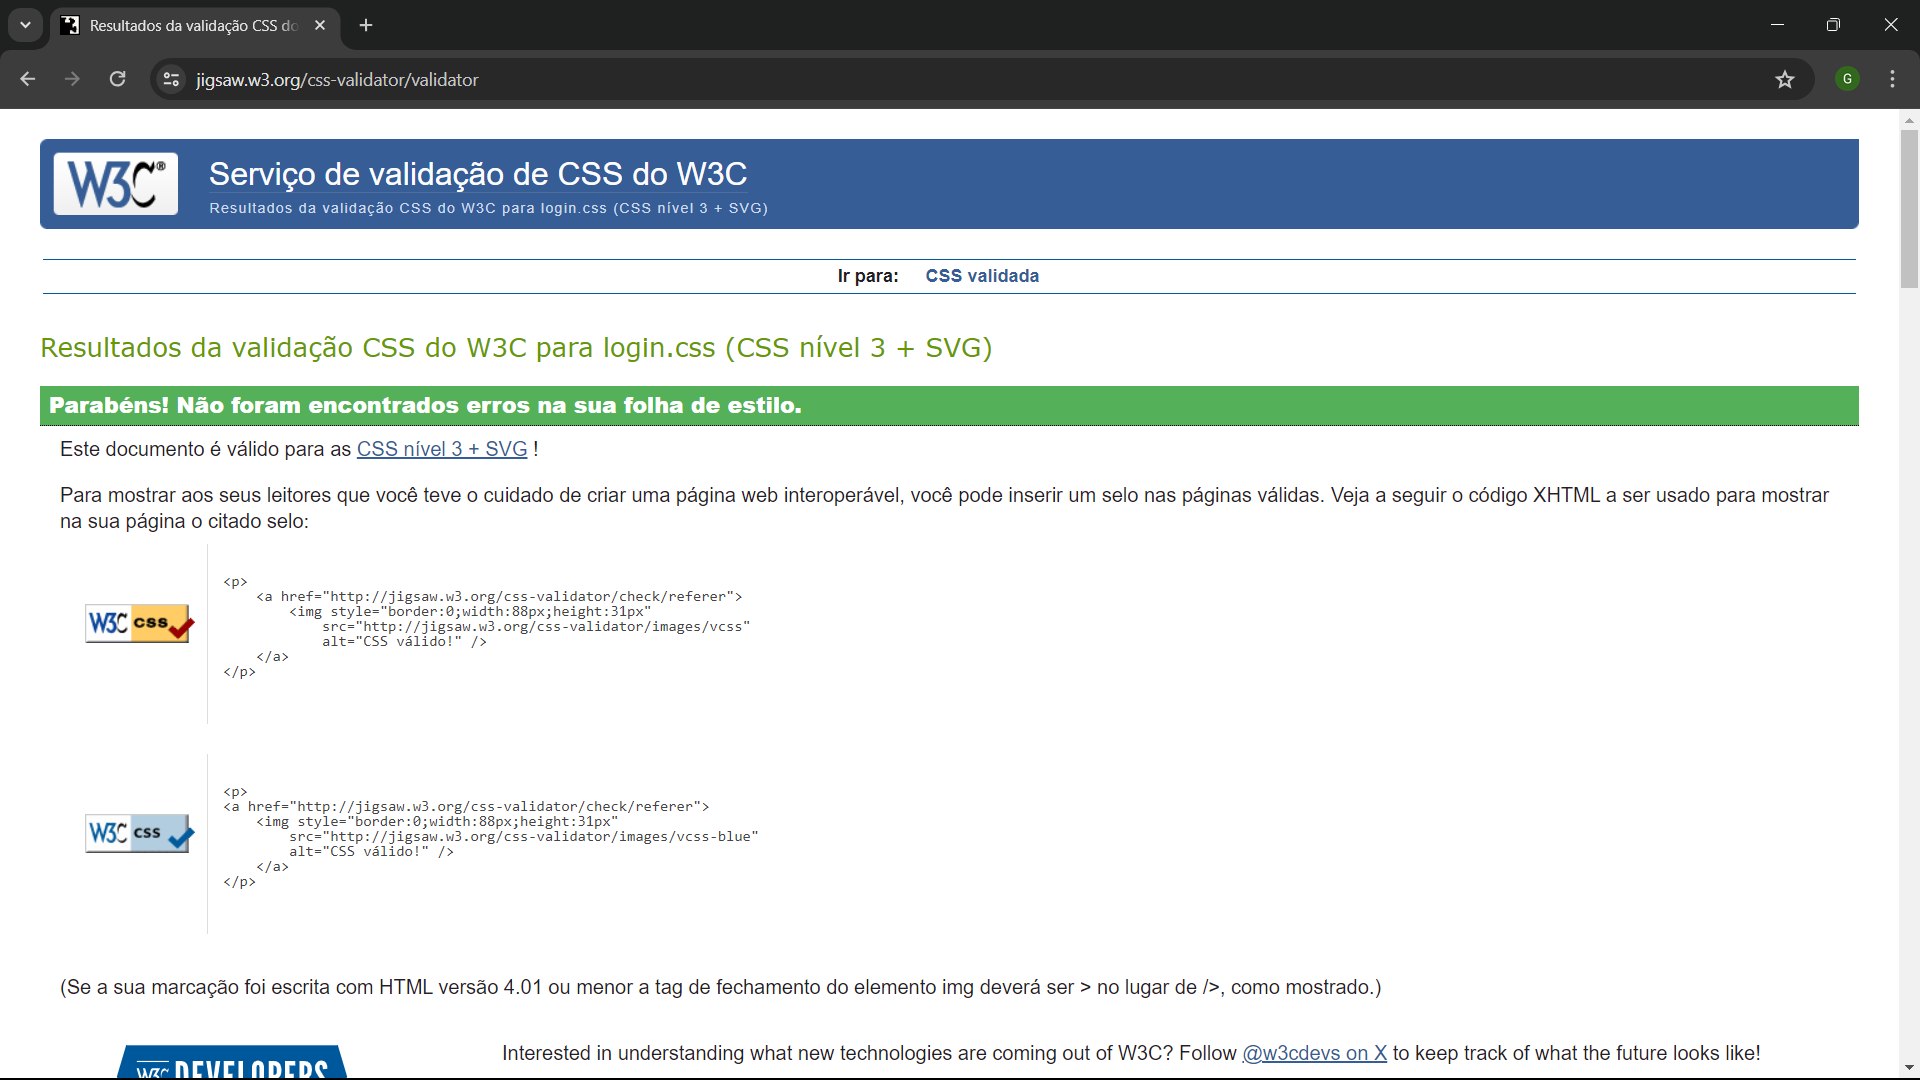 Resultados da validação CSS do
jigsaw.w3.org/css-validator/validator
G
W3C®
Serviço de validação de CSS do W3C
Resultados da validação CSS do W3C para login.css (CSS nível 3 + SVG)
Ir para: CSS validada
Resultados da validação CSS do W3C para login.css (CSS nível 3 + SVG)
Parabéns! Não foram encontrados erros na sua folha de estilo.
Este documento é válido para as CSS nível 3 + SVG !
Para mostrar aos seus leitores que você teve o cuidado de criar uma página web interoperável, você pode inserir um selo nas páginas válidas. Veja a seguir o código XHTML a ser usado para mostrar
na sua página o citado selo:
W3C css
<p>
    <a href="http://jigsaw.w3.org/css-validator/check/referer">
        <img style="border:0;width:88px;height:31px"
            src="http://jigsaw.w3.org/css-validator/images/vcss"
            alt="CSS válido!" />
    </a>
</p>
W3C css
<p>
<a href="http://jigsaw.w3.org/css-validator/check/referer">
    <img style="border:0;width:88px;height:31px"
        src="http://jigsaw.w3.org/css-validator/images/vcss-blue"
        alt="CSS válido!" />
    </a>
</p>
(Se a sua marcação foi escrita com HTML versão 4.01 ou menor a tag de fechamento do elemento img deverá ser > no lugar de />, como mostrado.)
W3C DEVELOPERS
Interested in understanding what new technologies are coming out of W3C? Follow @w3cdevs on X to keep track of what the future looks like!